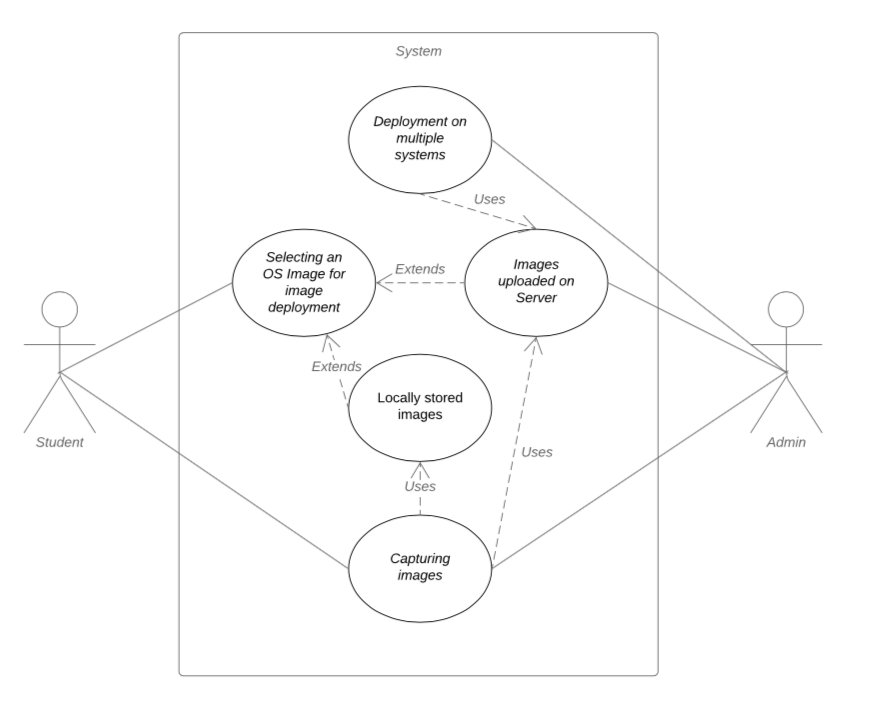 System
Deployment on
multiple
systems
Uses
Selecting an
OS Image for
image
deployment
Extends
Images
uploaded on
Server
Extends
Locally stored
images
Student
Admin
Uses
Uses
Capturing
images